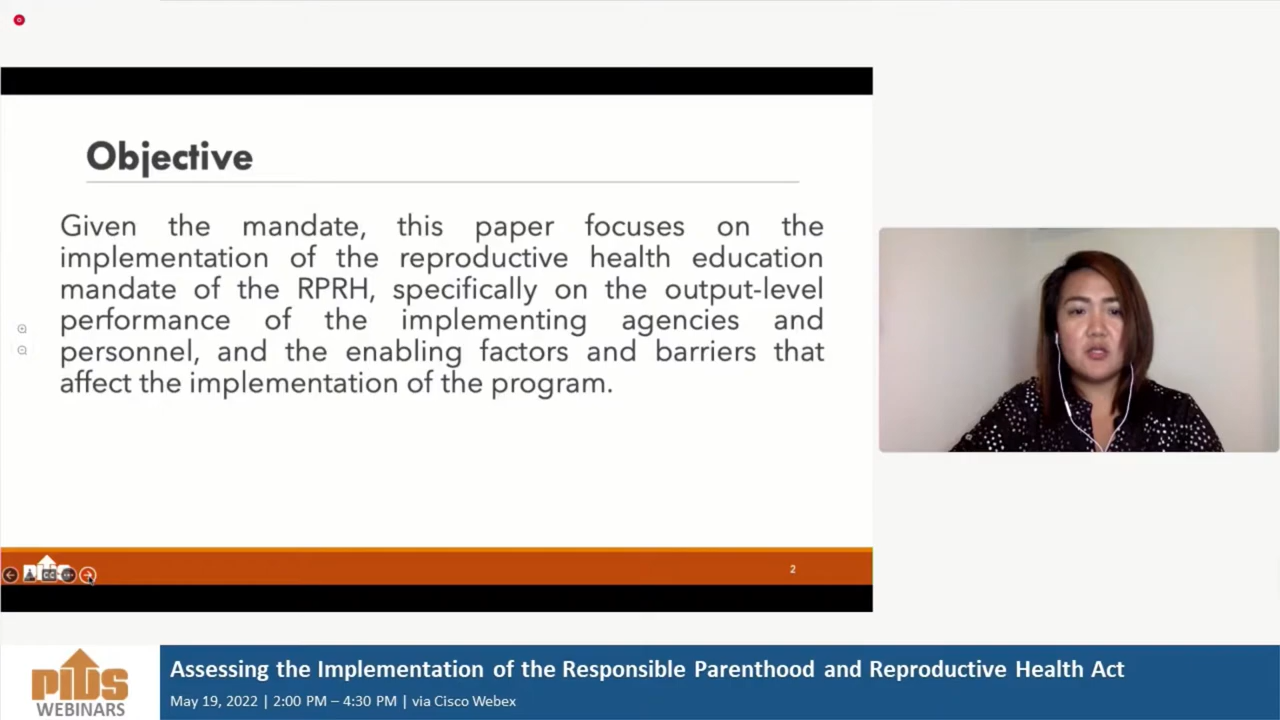 Objective
Given the mandate, this paper focuses on the
implementation of the reproductive health education
mandate of the RPRH, specifically on the output-level
performance of the implementing agencies and
personnel, and the enabling factors and barriers that
affect the implementation of the program.
2
PIDS
WEBINARS
Assessing the Implementation of the Responsible Parenthood and Reproductive Health Act
May 19, 2022 | 2:00 PM – 4:30 PM | via Cisco Webex